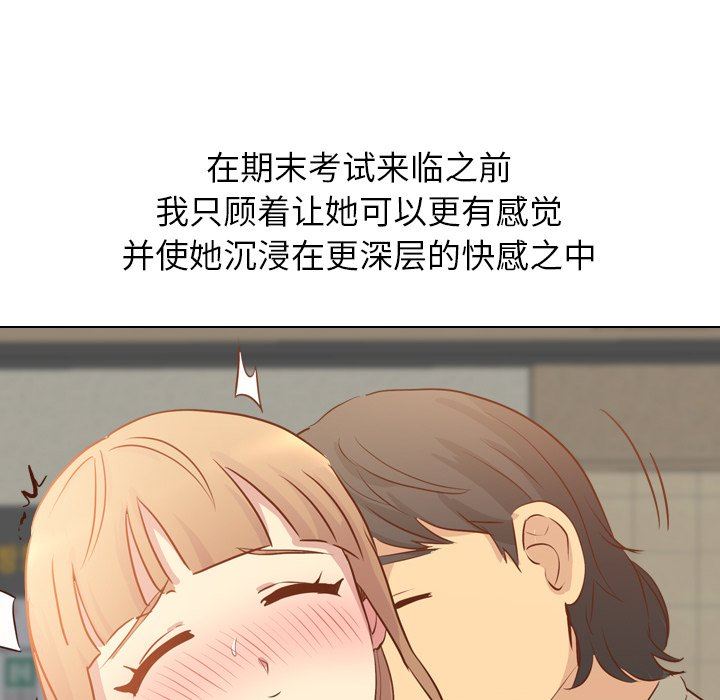 在期末考试来临之前
我只顾着让她可以更有感觉
并使她沉浸在更深层的快感之中